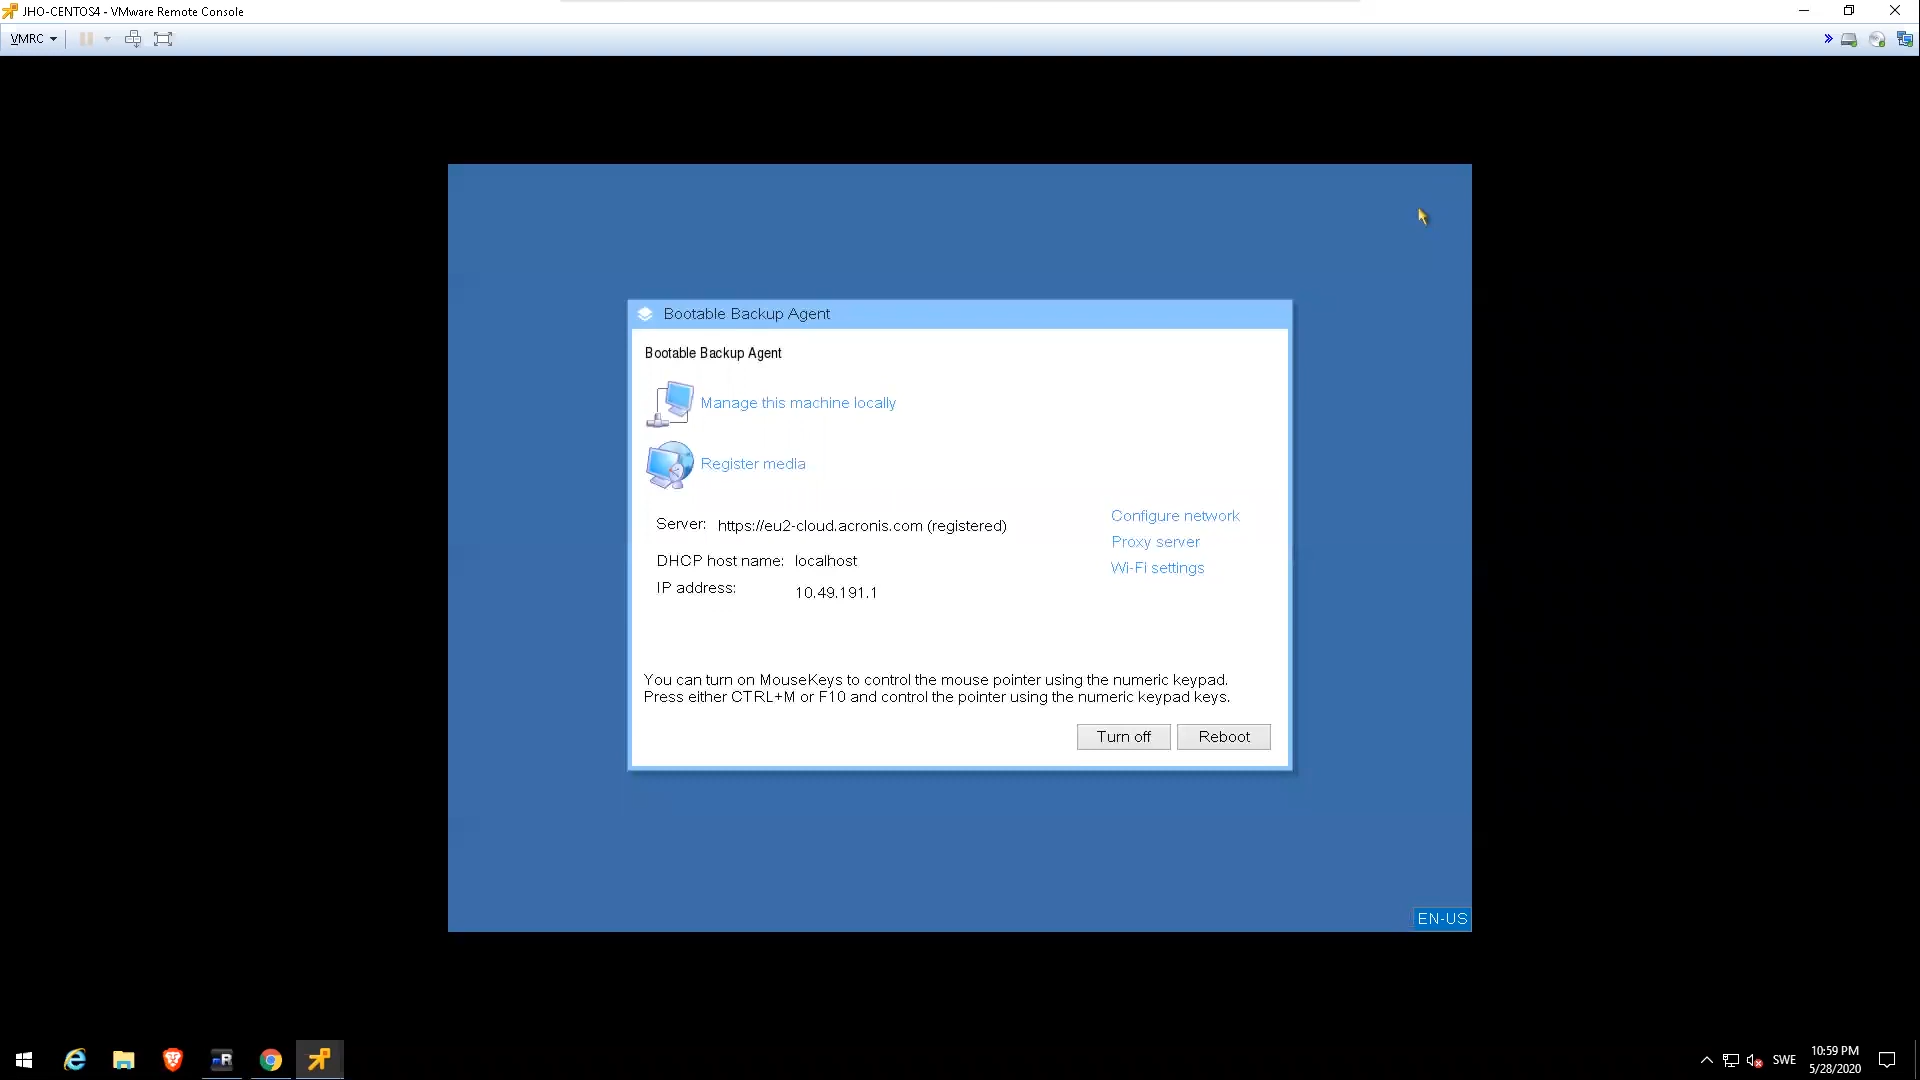 JHO-CENTOS4 - VMware Remote Console
VMRC
Bootable Backup Agent
Bootable Backup Agent
Manage this machine locally
Register media
Server: https://eu2-cloud.acronis.com (registered)
Configure network
Proxy server
DHCP host name: localhost
Wi-Fi settings
IP address: 10.49.191.1
You can turn on MouseKeys to control the mouse pointer using the numeric keypad.
Press either CTRL+M or F10 and control the pointer using the numeric keypad keys.
Turn off Reboot
EN-US
R
SWE
10:59 PM
5/28/2020